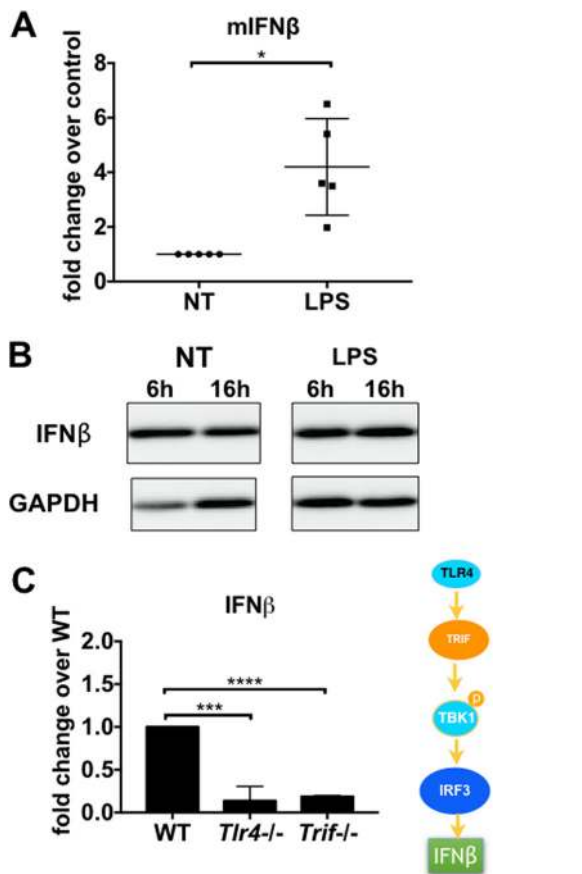 A
mIFNβ
*
fold change over control
8
6
4
2
0
NT
LPS
B
NT
LPS
6h
16h
6h
16h
IFNβ
GAPDH
C
IFNβ
fold change over WT
2.0
1.5
1.0
0.5
0.0
****
***
WT
Tlr4-/-
Trif-/-
TLR4
TRIF
p
TBK1
IRF3
IFNβ